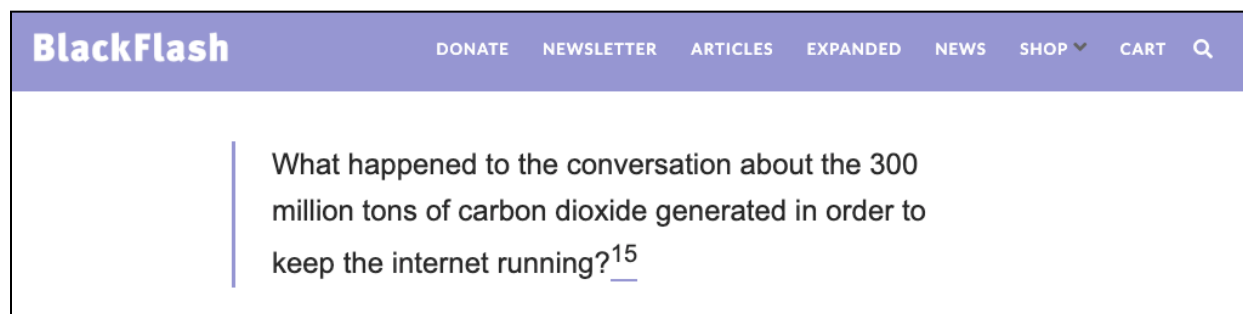 BlackFlash DONATE NEWSLETTER ARTICLES EXPANDED NEWS SHOP CART
What happened to the conversation about the 300
million tons of carbon dioxide generated in order to
keep the internet running?15